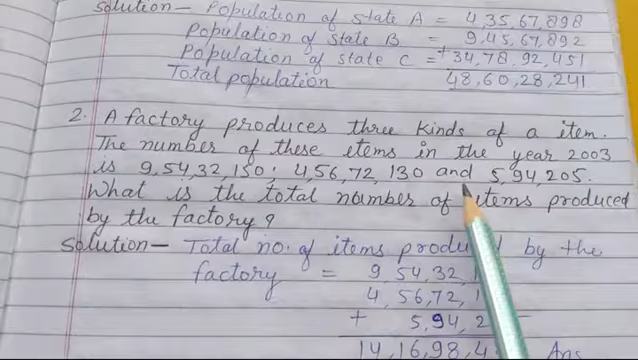 Solution- Population of state A = 4,35,67,898
Population of state B = 9,45,67,892
Population of state C = +34,78,92,451
Total population 48,60,28,241
2. A factory produces three kinds of a item.
The number of these etems in the year 2003
is 9,54,32,150; 4,56,72,130 and 5,94,205.
What is the total number of items produced
by the factory ?
Solution- Total no. of items produ by the
factory = 9 54,32,
4,56,72,
+ 5,94,2
14,16,98,4 Ans